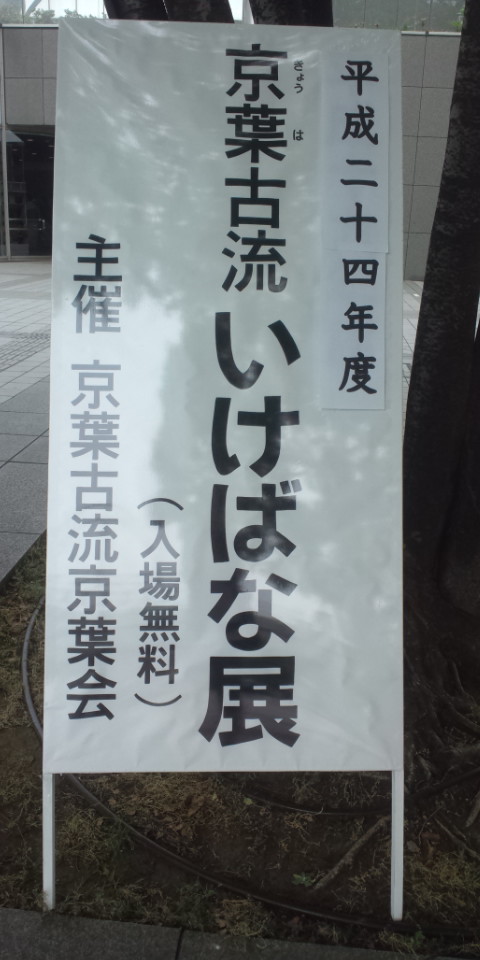 平成二十四年度
京葉古流 いけばな展
きょう は
(入場無料)
主催 京葉古流京葉会